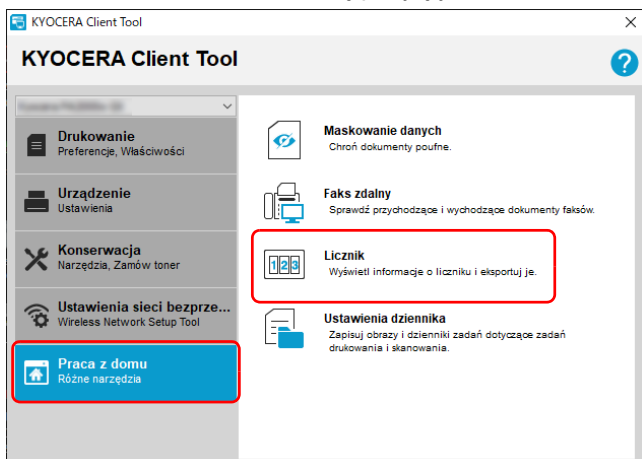 KYOCERA Client Tool
KYOCERA Client Tool
?
Drukowanie
Preferencje, Właściwości
Urządzenie
Ustawienia
Konserwacja
Narzędzia, Zamów toner
Ustawienia sieci bezprze...
Wireless Network Setup Tool
Praca z domu
Różne narzędzia
Maskowanie danych
Chroń dokumenty poufne.
Faks zdalny
Sprawdź przychodzące i wychodzące dokumenty faksów.
123
Licznik
Wyświetl informacje o liczniku i eksportuj je.
Ustawienia dziennika
Zapisuj obrazy i dzienniki zadań dotyczące zadań
drukowania i skanowania.